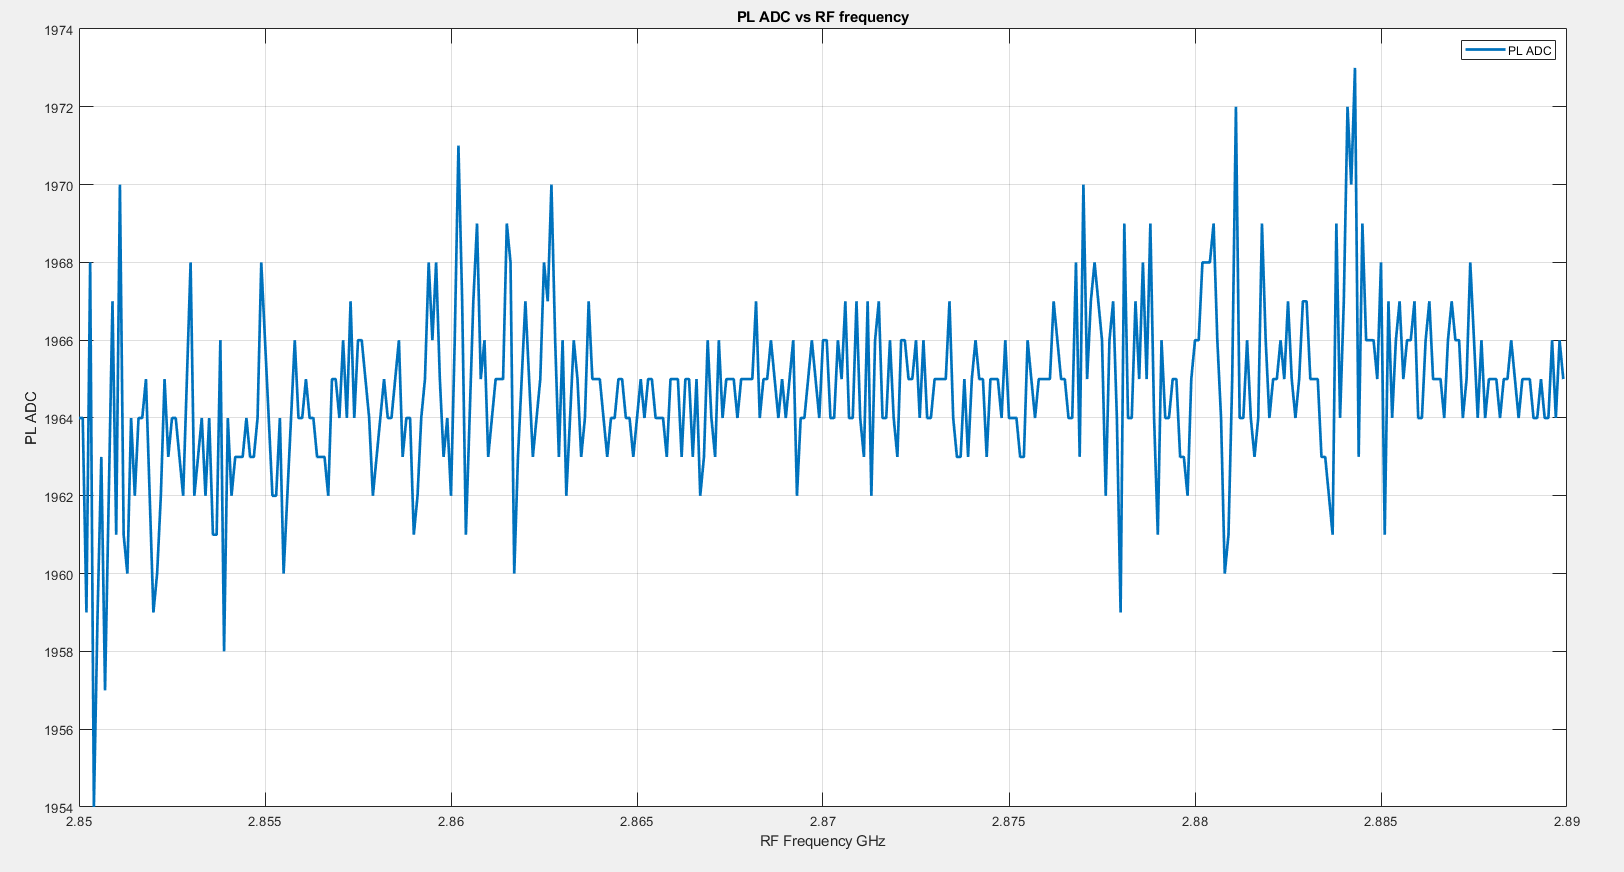 PL ADC vs RF frequency
PL ADC
1974
1972
1970
1968
1966
1964
1962
1960
1958
1956
1954
PL ADC
2.85 2.855 2.86 2.865 2.87 2.875 2.88 2.885 2.89
RF Frequency GHz